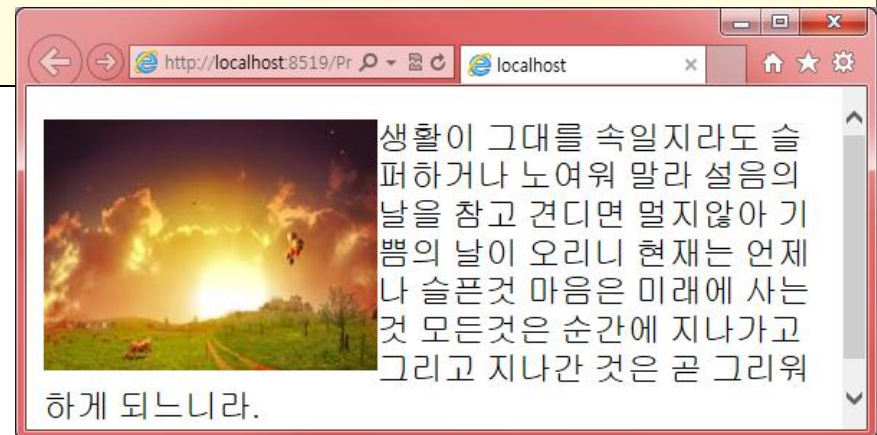 http://localhost:8519/Pr
localhost
생활이 그대를 속일지라도 슬
퍼하거나 노여워 말라 설음의
날을 참고 견디면 멀지않아 기
쁨의 날이 오리니 현재는 언제
나 슬픈것 마음은 미래에 사는
것 모든것은 순간에 지나가고
그리고 지나간 것은 곧 그리워
하게 되느니라.